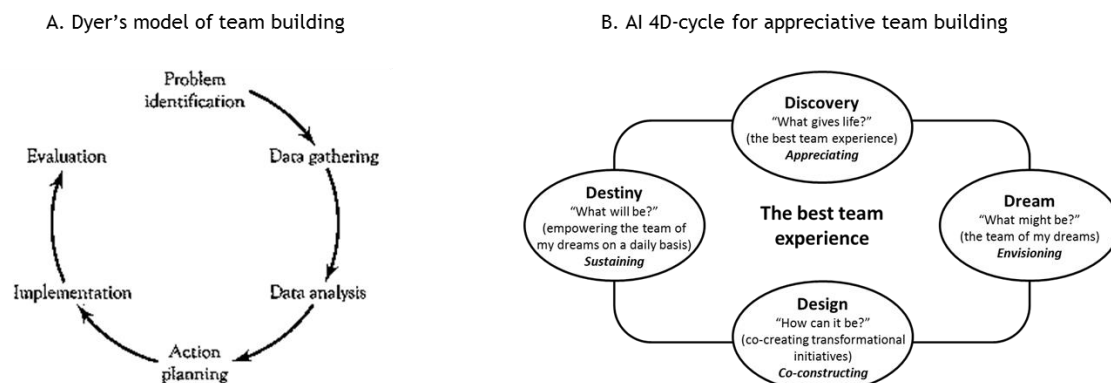 A. Dyer’s model of team building
Problem
identification
Data gathering
Data analysis
Action
planning
Implementation
Evaluation
B. AI 4D-cycle for appreciative team building
Discovery
“What gives life?”
(the best team experience)
Appreciating
Dream
“What might be?”
(the team of my dreams)
Envisioning
Design
“How can it be?”
(co-creating transformational
initiatives)
Co-constructing
Destiny
“What will be?”
(empowering the team of
my dreams on a daily basis)
Sustaining
The best team
experience